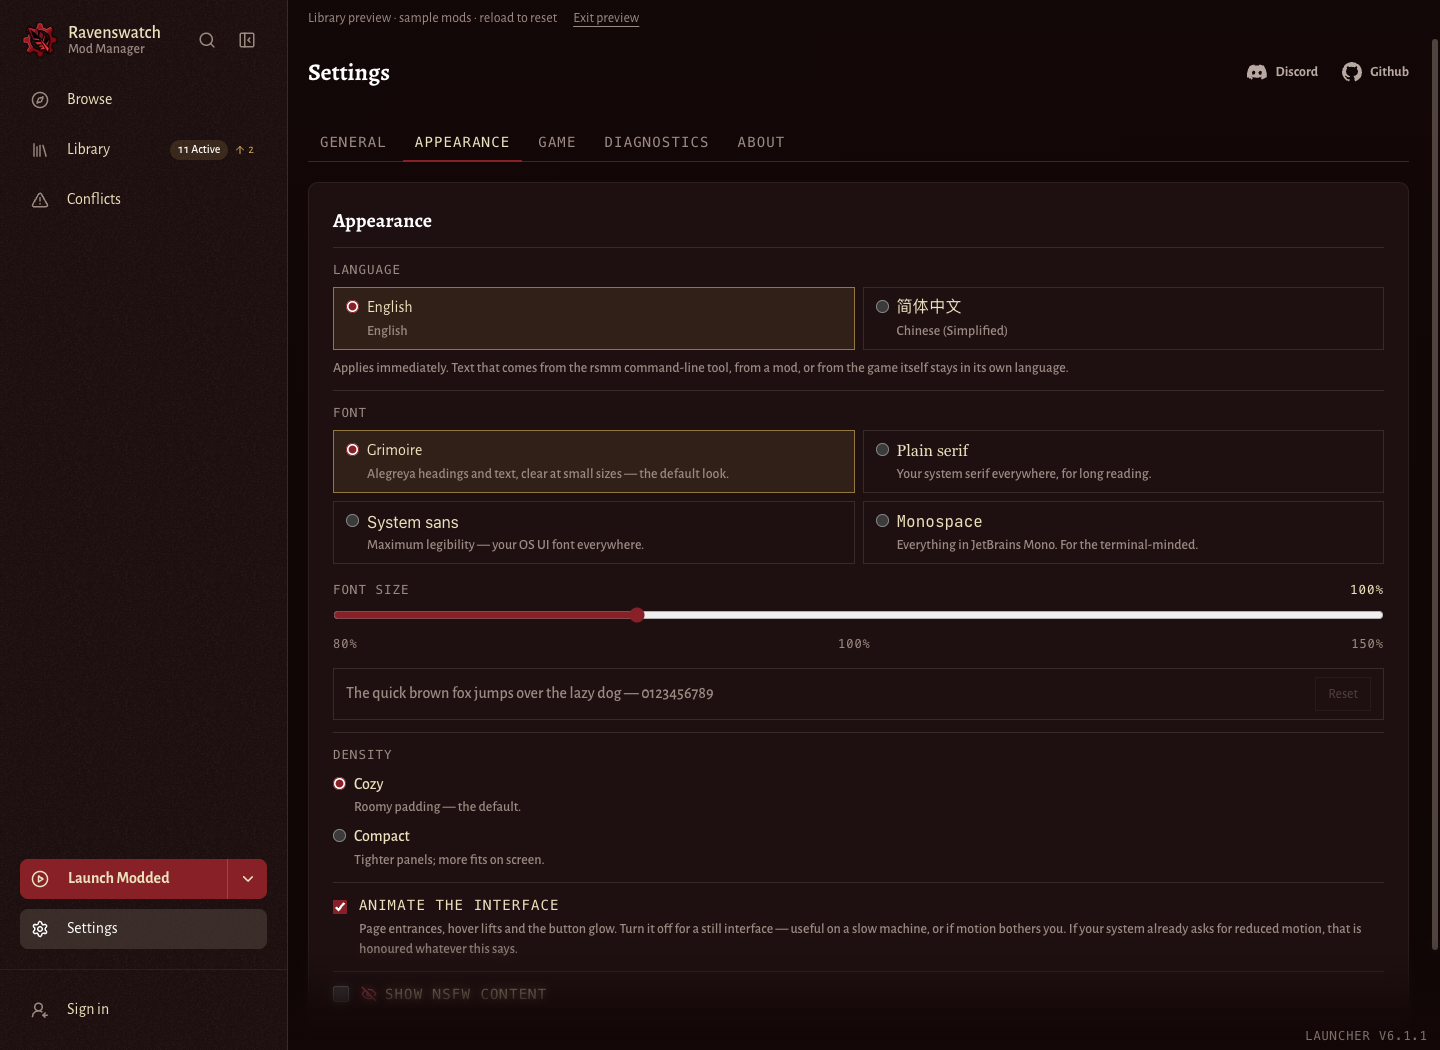 Ravenswatch
Mod Manager
Browse
Library
11 Active
2
Conflicts
Launch Modded
Settings
Sign in
Library preview · sample mods · reload to reset
Exit preview
Settings
Discord
Github
GENERAL
APPEARANCE
GAME
DIAGNOSTICS
ABOUT
Appearance
LANGUAGE
English
English
简体中文
Chinese (Simplified)
Applies immediately. Text that comes from the rsmm command-line tool, from a mod, or from the game itself stays in its own language.
FONT
Grimoire
Alegreya headings and text, clear at small sizes — the default look.
Plain serif
Your system serif everywhere, for long reading.
System sans
Maximum legibility — your OS UI font everywhere.
Monospace
Everything in JetBrains Mono. For the terminal-minded.
FONT SIZE
100%
80%
100%
150%
The quick brown fox jumps over the lazy dog — 0123456789
Reset
DENSITY
Cozy
Roomy padding — the default.
Compact
Tighter panels; more fits on screen.
ANIMATE THE INTERFACE
Page entrances, hover lifts and the button glow. Turn it off for a still interface — useful on a slow machine, or if motion bothers you. If your system already asks for reduced motion, that is
honoured whatever this says.
SHOW NSFW CONTENT
LAUNCHER V6.1.1